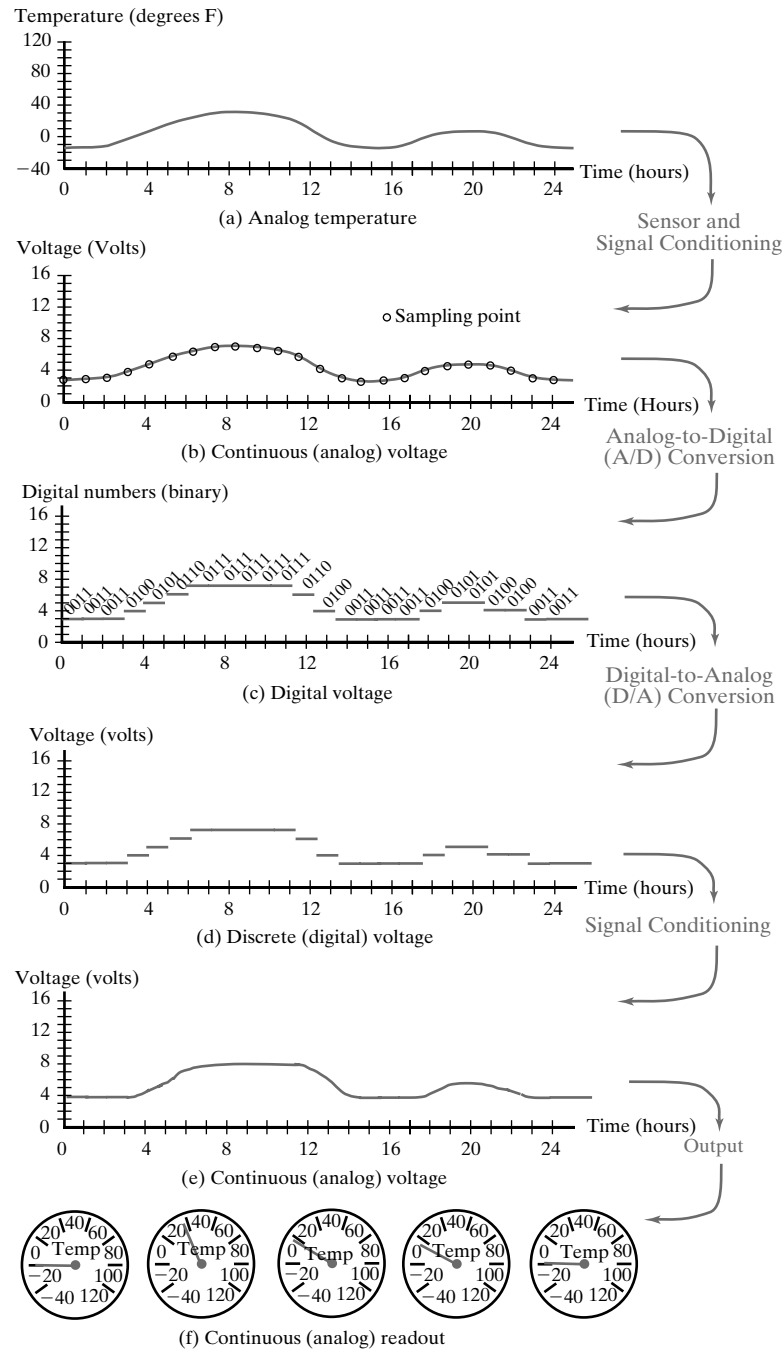 Temperature (degrees F)
120
80
40
0
−40
0 4 8 12 16 20 24
Time (hours)
(a) Analog temperature
Sensor and
Signal Conditioning
Voltage (Volts)
16
12
8
4
0
Sampling point
0 4 8 12 16 20 24
Time (Hours)
(b) Continuous (analog) voltage
Analog-to-Digital
(A/D) Conversion
Digital numbers (binary)
16
12
8
4
0
0011 0011 0011 0100 0101 0110 0111 0111 0111 0111 0111 0110 0100 0011 0011 0011 0011 0100 0101 0101 0100 0100 0011 0011
0 4 8 12 16 20 24
Time (hours)
(c) Digital voltage
Digital-to-Analog
(D/A) Conversion
Voltage (volts)
16
12
8
4
0
0 4 8 12 16 20 24
Time (hours)
(d) Discrete (digital) voltage
Signal Conditioning
Voltage (volts)
16
12
8
4
0
0 4 8 12 16 20 24
Time (hours)
(e) Continuous (analog) voltage
Output
−40 −20 0 20 40 60 80 100 120 Temp
−40 −20 0 20 40 60 80 100 120 Temp
−40 −20 0 20 40 60 80 100 120 Temp
−40 −20 0 20 40 60 80 100 120 Temp
−40 −20 0 20 40 60 80 100 120 Temp
(f) Continuous (analog) readout